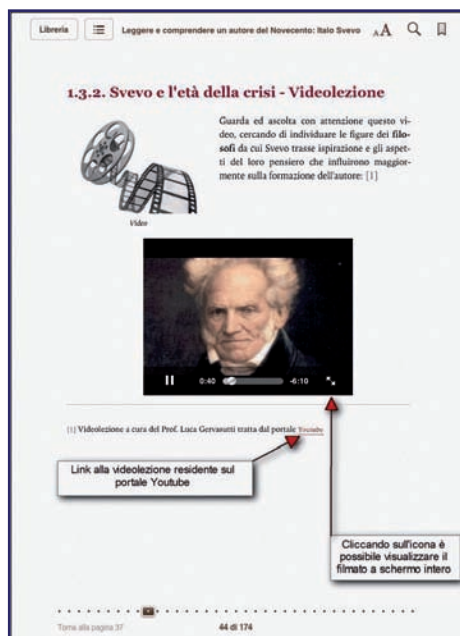 Libreria
Leggere e comprendere un autore del Novecento: Italo Svevo
AA
1.3.2. Svevo e l'età della crisi - Videolezione
Guarda ed ascolta con attenzione questo vi-
deo, cercando di individuare le figure dei filo-
sofi da cui Svevo trasse ispirazione e gli aspet-
ti del loro pensiero che influirono maggior-
mente sulla formazione dell'autore: [1]
Video
0:40
-6:10
[1] Videolezione a cura del Prof. Luca Gervasutti tratta dal portale Youtube
Link alla videolezione residente sul
portale Youtube
Cliccando sull'icona è
possibile visualizzare il
filmato a schermo intero
Torna alla pagina 37
44 di 174